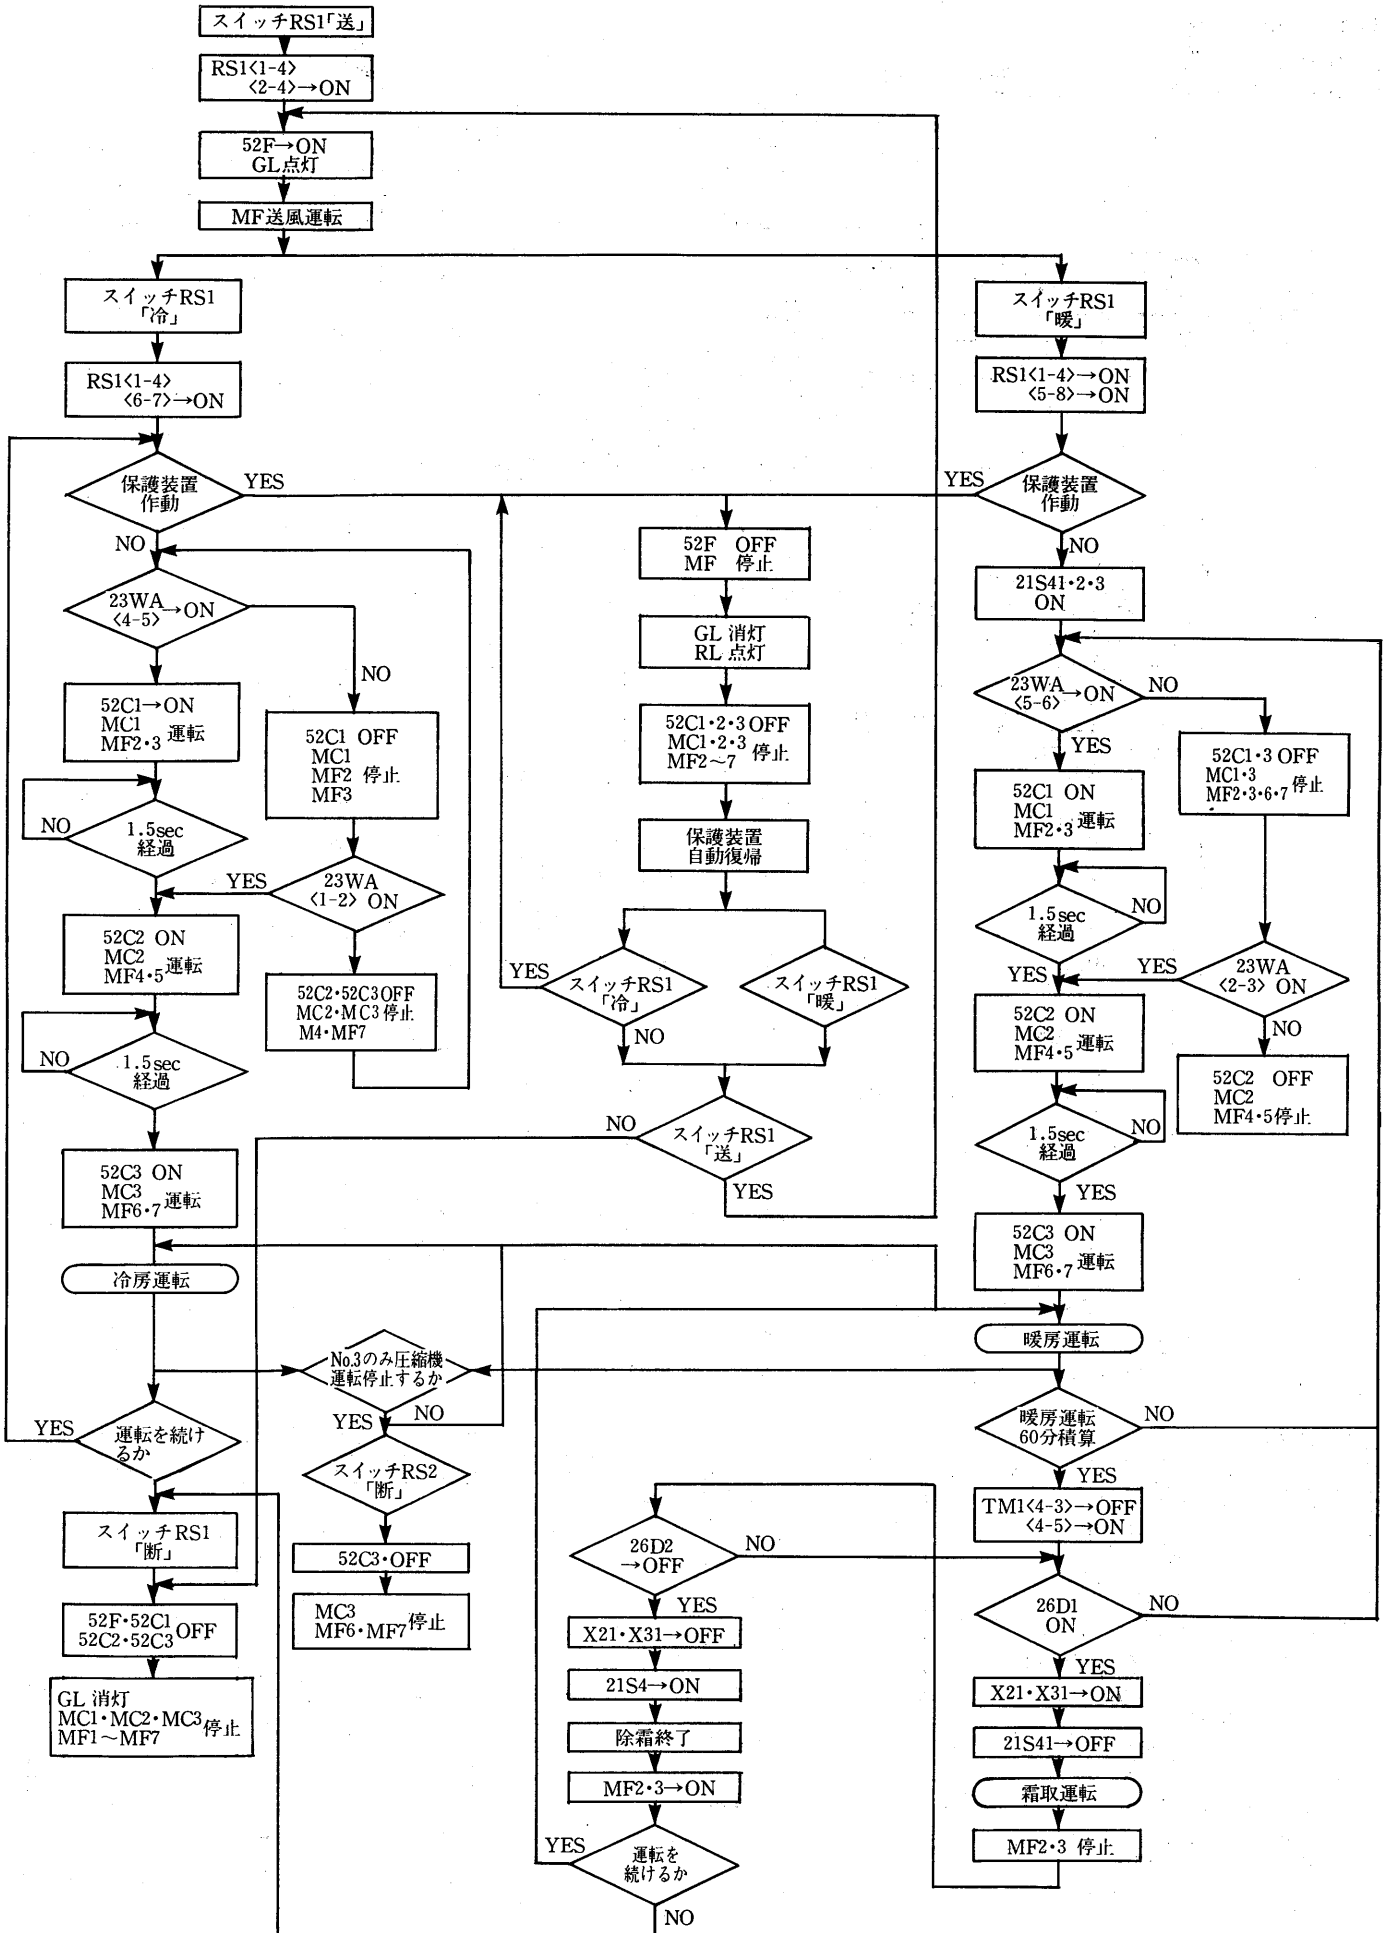 スイッチRS1「送」
RS1<1-4>
<2-4>→ON
52F→ON
GL点灯
MF送風運転
スイッチRS1
「冷」
RS1<1-4>
<6-7>→ON
保護装置
作動
YES
NO
23WA
<4-5>→ON
NO
52C1→ON
MC1
MF2・3 運転
52C1 OFF
MC1
MF2 停止
MF3
1.5sec
経過
NO
23WA
<1-2> ON
YES
52C2 ON
MC2
MF4・5 運転
52C2・52C3OFF
MC2・MC3 停止
M4・MF7
1.5sec
経過
NO
52C3 ON
MC3
MF6・7 運転
冷房運転
運転を続け
るか
YES
スイッチRS1
「断」
52F・52C1
52C2・52C3 OFF
GL 消灯
MC1・MC2・MC3
MF1～MF7 停止
52F OFF
MF 停止
GL 消灯
RL 点灯
52C1・2・3 OFF
MC1・2・3
MF2～7 停止
保護装置
自動復帰
スイッチRS1
「冷」
YES
NO
スイッチRS1
「暖」
スイッチRS1
「送」
NO
YES
No.3のみ圧縮機
運転停止するか
YES
NO
スイッチRS2
「断」
52C3・OFF
MC3
MF6・MF7 停止
26D2
→OFF
NO
YES
X21・X31→OFF
21S4→ON
除霜終了
MF2・3→ON
運転を
続けるか
YES
NO
スイッチRS1
「暖」
RS1<1-4>→ON
<5-8>→ON
保護装置
作動
YES
NO
21S41・2・3
ON
23WA
<5-6>→ON
NO
YES
52C1 ON
MC1
MF2・3 運転
52C1・3 OFF
MC1・3
MF2・3・6・7 停止
1.5sec
経過
NO
YES
23WA
<2-3> ON
YES
NO
52C2 ON
MC2
MF4・5 運転
52C2 OFF
MC2
MF4・5停止
1.5sec
経過
NO
YES
52C3 ON
MC3
MF6・7 運転
暖房運転
暖房運転
60分積算
NO
YES
TM1<4-3>→OFF
<4-5>→ON
26D1
ON
NO
YES
X21・X31→ON
21S41→OFF
霜取運転
MF2・3 停止